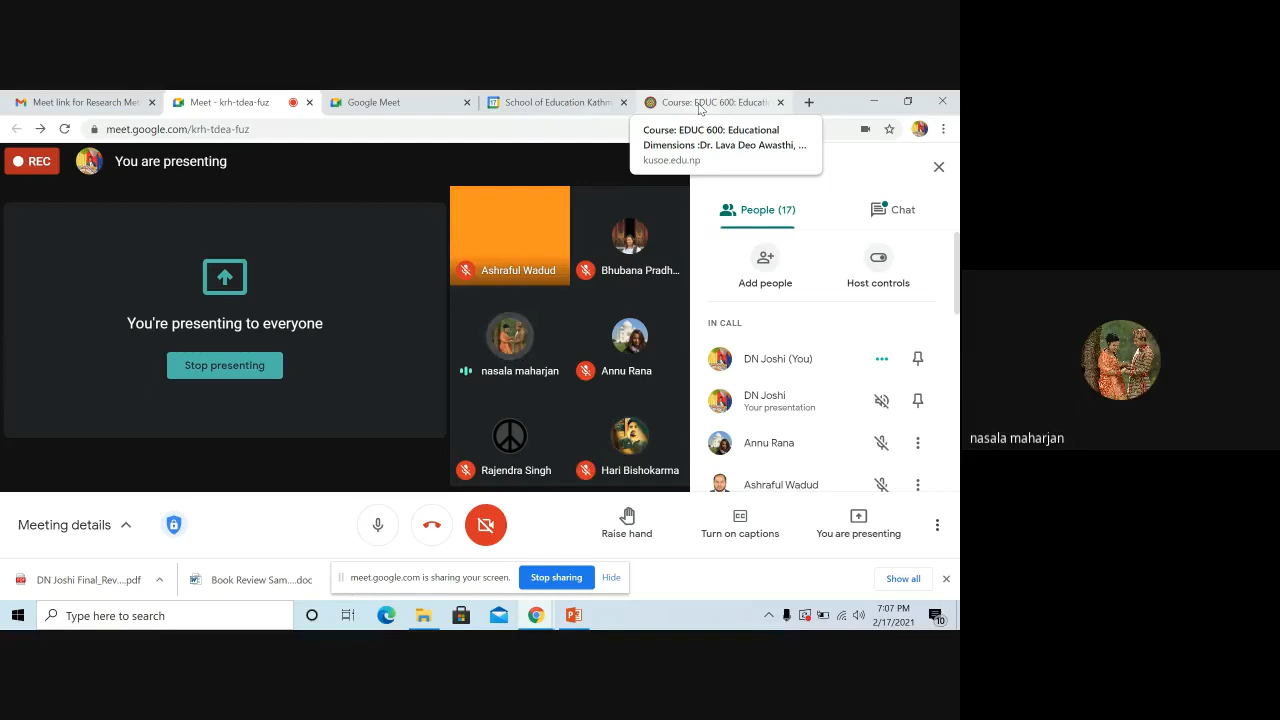 Meet link for Research Met
Meet - krh-tdea-fuz
Google Meet
School of Education Kathm
Course: EDUC 600: Educati
meet.google.com/krh-tdea-fuz
Course: EDUC 600: Educational
Dimensions :Dr. Lava Deo Awasthi, ...
kusoe.edu.np
REC
You are presenting
You're presenting to everyone
Stop presenting
Ashraful Wadud
Bhubana Pradh...
nasala maharjan
Annu Rana
Rajendra Singh
Hari Bishokarma
People (17)
Chat
Add people
Host controls
IN CALL
DN Joshi (You)
DN Joshi
Your presentation
Annu Rana
Ashraful Wadud
nasala maharjan
Meeting details
Raise hand
Turn on captions
You are presenting
DN Joshi Final_Rev....pdf
Book Review Sam....doc
meet.google.com is sharing your screen.
Stop sharing
Hide
Show all
Type here to search
7:07 PM
2/17/2021
10